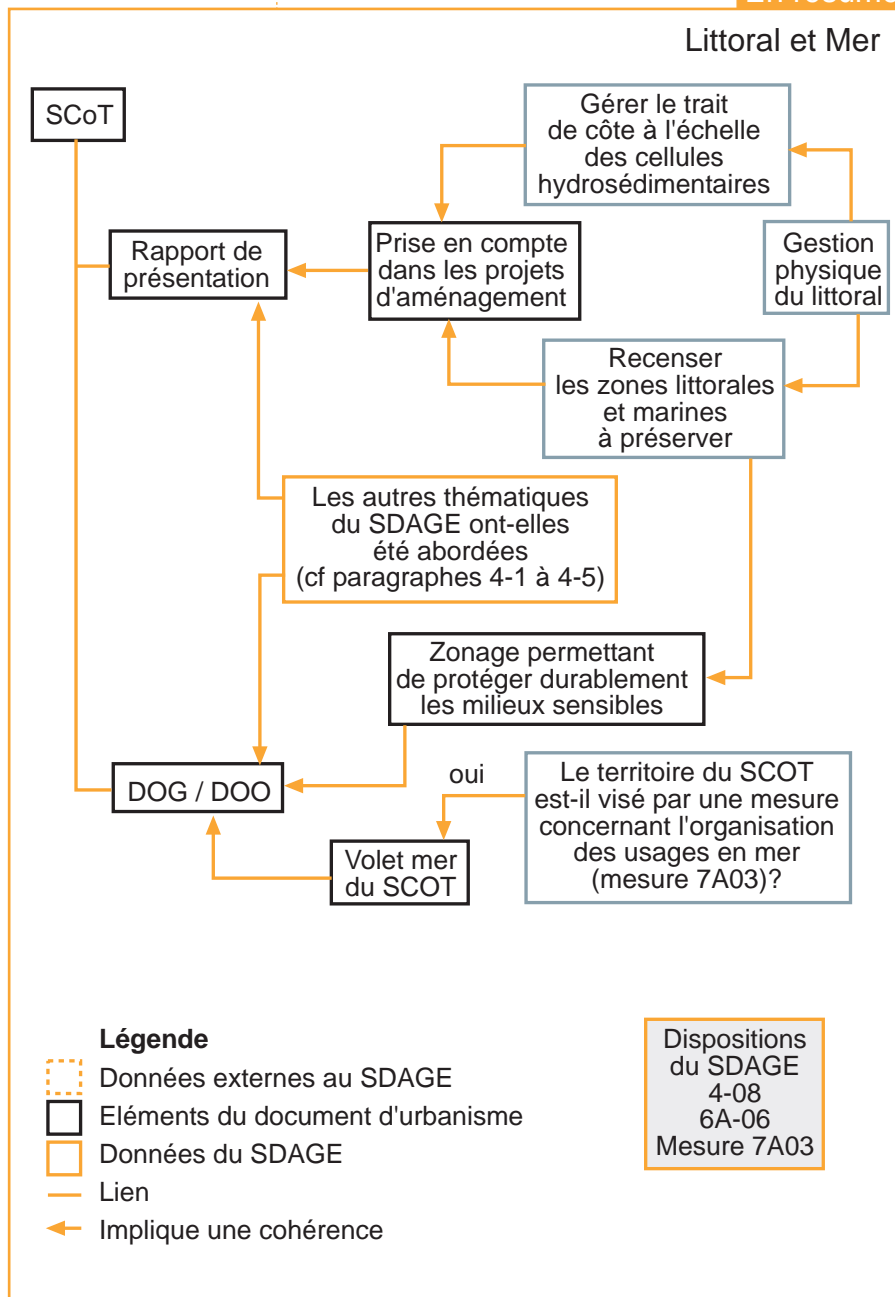 Littoral et Mer
SCoT
Gérer le trait
de côte à l'échelle
des cellules
hydrosédimentaires
Rapport de
présentation
Prise en compte
dans les projets
d'aménagement
Gestion
physique
du littoral
Recenser
les zones littorales
et marines
à préserver
Les autres thématiques
du SDAGE ont-elles
été abordées
(cf paragraphes 4-1 à 4-5)
Zonage permettant
de protéger durablement
les milieux sensibles
DOG / DOO
oui
Le territoire du SCOT
est-il visé par une mesure
concernant l'organisation
des usages en mer
(mesure 7A03)?
Volet mer
du SCOT
Légende
Données externes au SDAGE
Eléments du document d'urbanisme
Données du SDAGE
Lien
Implique une cohérence
Dispositions
du SDAGE
4-08
6A-06
Mesure 7A03